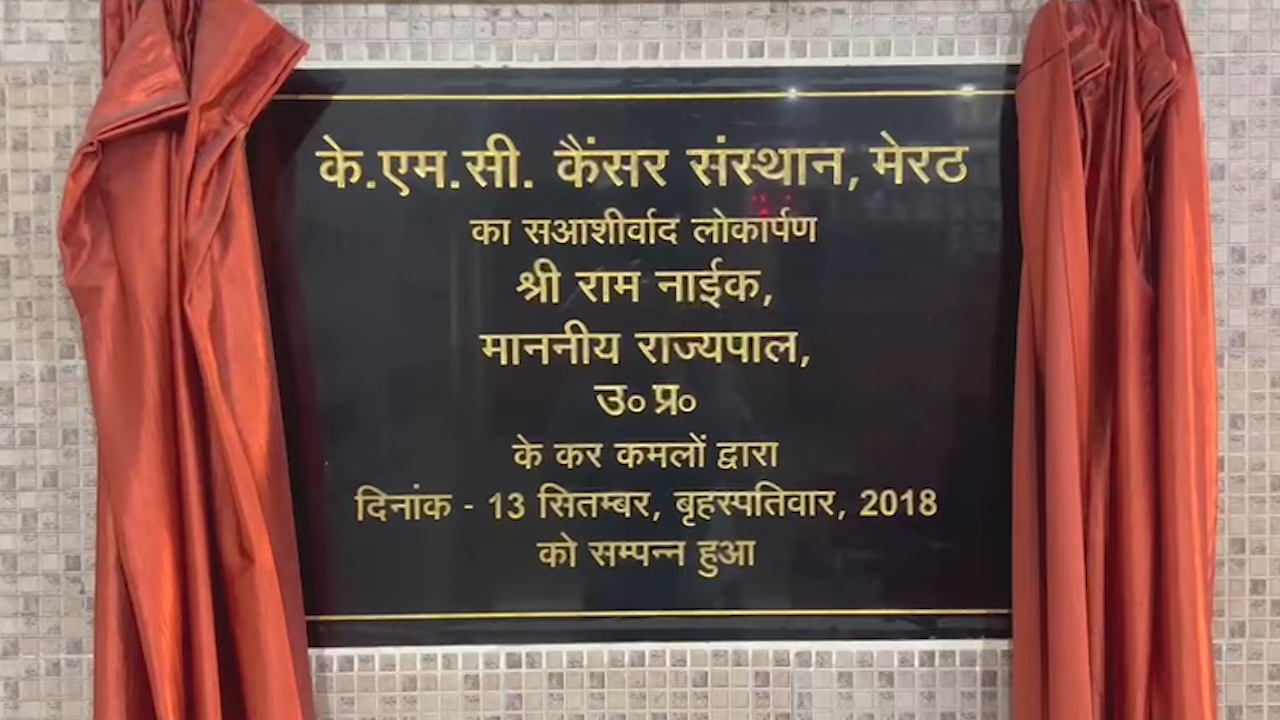 के.एम.सी. कैंसर संस्थान, मेरठ
का सआशीर्वाद लोकार्पण
श्री राम नाईक,
माननीय राज्यपाल,
उ० प्र०
के कर कमलों द्वारा
दिनांक - 13 सितम्बर, बृहस्पतिवार, 2018
को सम्पन्न हुआ